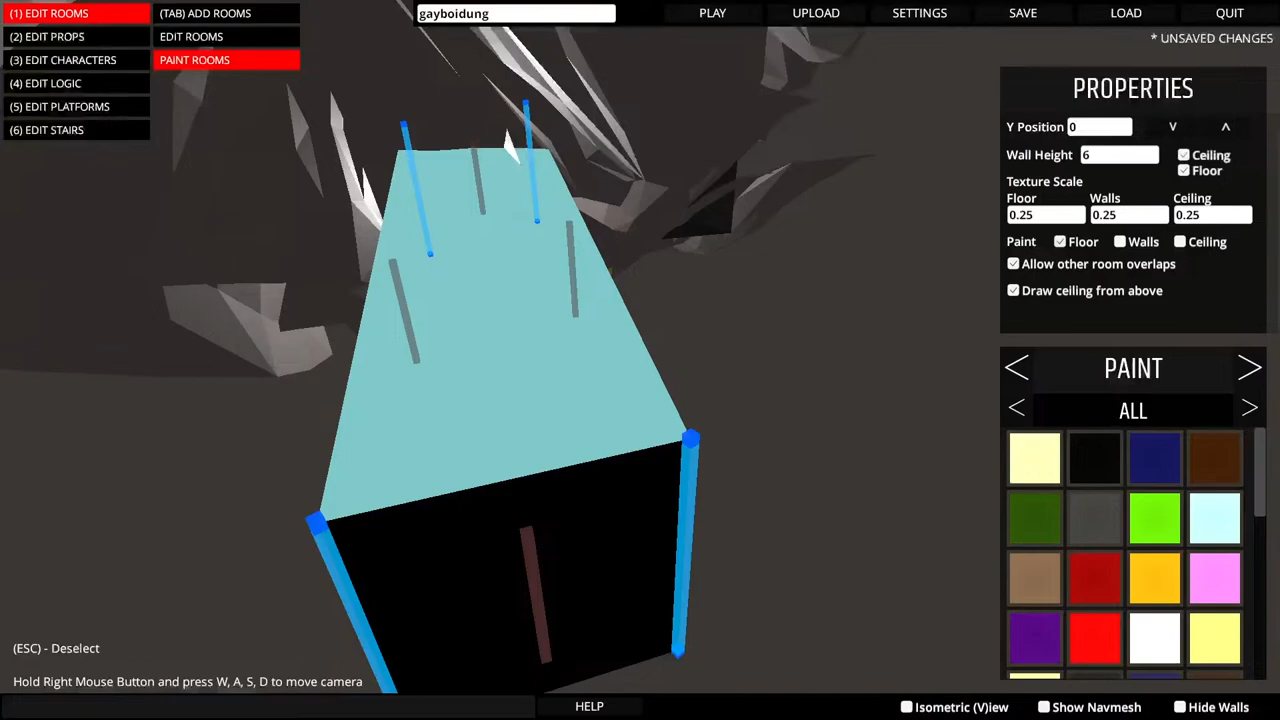 (1) EDIT ROOMS
(2) EDIT PROPS
(3) EDIT CHARACTERS
(4) EDIT LOGIC
(5) EDIT PLATFORMS
(6) EDIT STAIRS
(TAB) ADD ROOMS
EDIT ROOMS
PAINT ROOMS
gayboidung
PLAY
UPLOAD
SETTINGS
SAVE
LOAD
QUIT
* UNSAVED CHANGES
PROPERTIES
Y Position 0 V ^
Wall Height 6 Ceiling
Floor
Texture Scale
Floor Walls Ceiling
0.25 0.25 0.25
Paint Floor Walls Ceiling
Allow other room overlaps
Draw ceiling from above
< PAINT >
< ALL >
(ESC) - Deselect
Hold Right Mouse Button and press W, A, S, D to move camera
HELP
Isometric (V)iew
Show Navmesh
Hide Walls